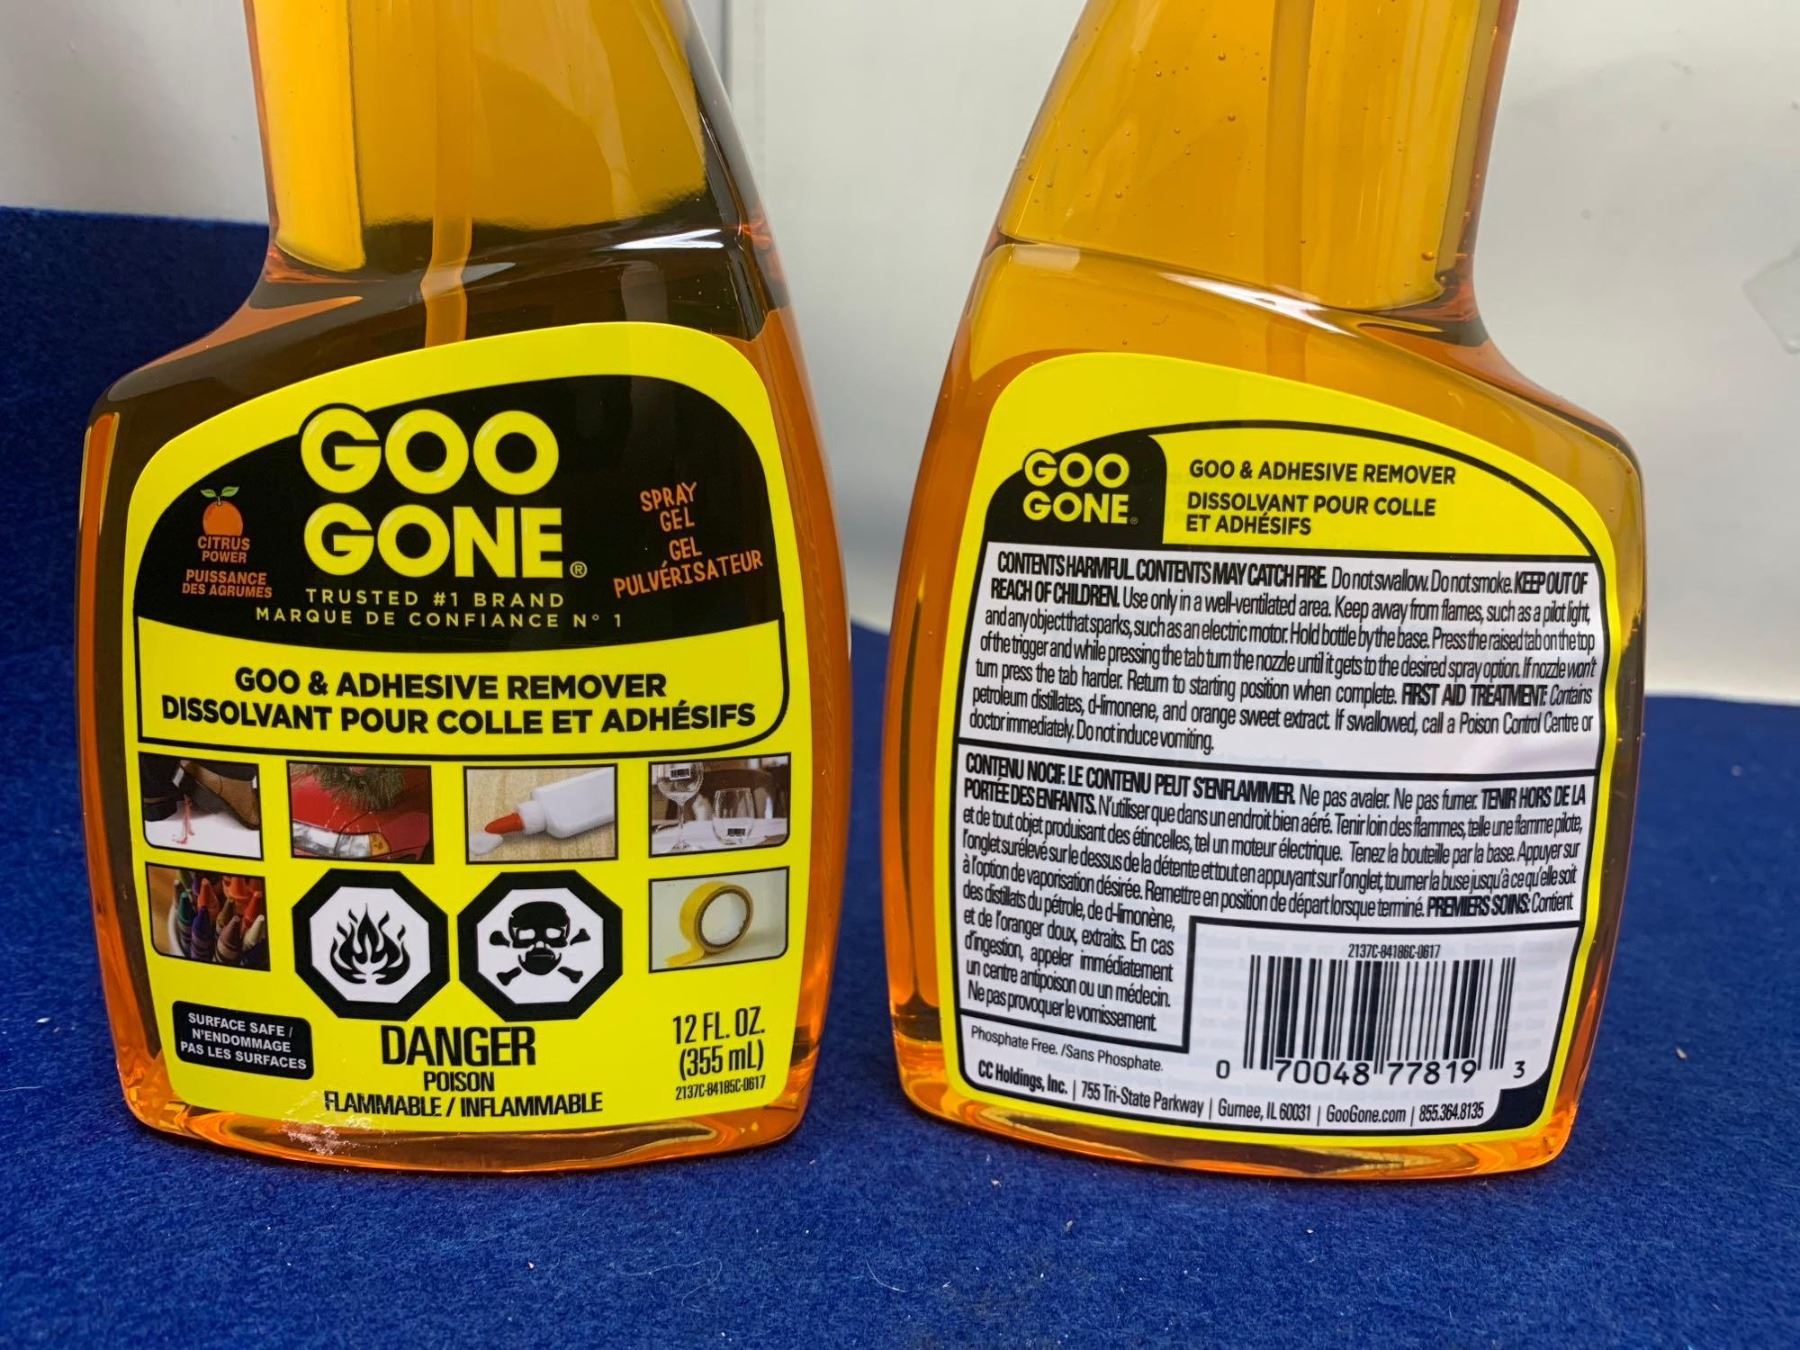 GOO
GONE®
CITRUS
POWER
PUISSANCE
DES AGRUMES
SPRAY
GEL
GEL
PULVÉRISATEUR
TRUSTED #1 BRAND
MARQUE DE CONFIANCE N° 1
GOO & ADHESIVE REMOVER
DISSOLVANT POUR COLLE ET ADHÉSIFS
SURFACE SAFE /
N'ENDOMMAGE
PAS LES SURFACES
DANGER
POISON
FLAMMABLE / INFLAMMABLE
12 FL. OZ.
(355 mL)
2137C-84185C-0617
GOO
GONE®
GOO & ADHESIVE REMOVER
DISSOLVANT POUR COLLE
ET ADHÉSIFS
CONTENTS HARMFUL. CONTENTS MAY CATCH FIRE. Do not swallow. Do not smoke. KEEP OUT OF
REACH OF CHILDREN. Use only in a well-ventilated area. Keep away from flames, such as a pilot light,
and any object that sparks, such as an electric motor. Hold bottle by the base. Press the raised tab on the top
of the trigger and while pressing the tab turn the nozzle until it gets to the desired spray option. If nozzle won't
turn press the tab harder. Return to starting position when complete. FIRST AID TREATMENT: Contains
petroleum distillates, d-limonene, and orange sweet extract. If swallowed, call a Poison Control Centre or
doctor immediately. Do not induce vomiting.
CONTENU NOCIF. LE CONTENU PEUT S'ENFLAMMER. Ne pas avaler. Ne pas fumer. TENIR HORS DE LA
PORTÉE DES ENFANTS. N'utiliser que dans un endroit bien aéré. Tenir loin des flammes, telle une flamme pilote,
et de tout objet produisant des étincelles, tel un moteur électrique. Tenez la bouteille par la base. Appuyer sur
l'onglet surélevé sur le dessus de la détente et tout en appuyant sur l'onglet, tourner la buse jusqu'à ce qu'elle soit
à l'option de vaporisation désirée. Remettre en position de départ lorsque terminé. PREMIERS SOINS: Contient
des distillats du pétrole, de d-limonène,
et de l'oranger doux, extraits. En cas
d'ingestion, appeler immédiatement
un centre antipoison ou un médecin.
Ne pas provoquer le vomissement.
2137C-84186C-0617
0 70048 77819 3
Phosphate Free. /Sans Phosphate.
CC Holdings, Inc. | 755 Tri-State Parkway | Gurnee, IL 60031 | GooGone.com | 855.364.8135